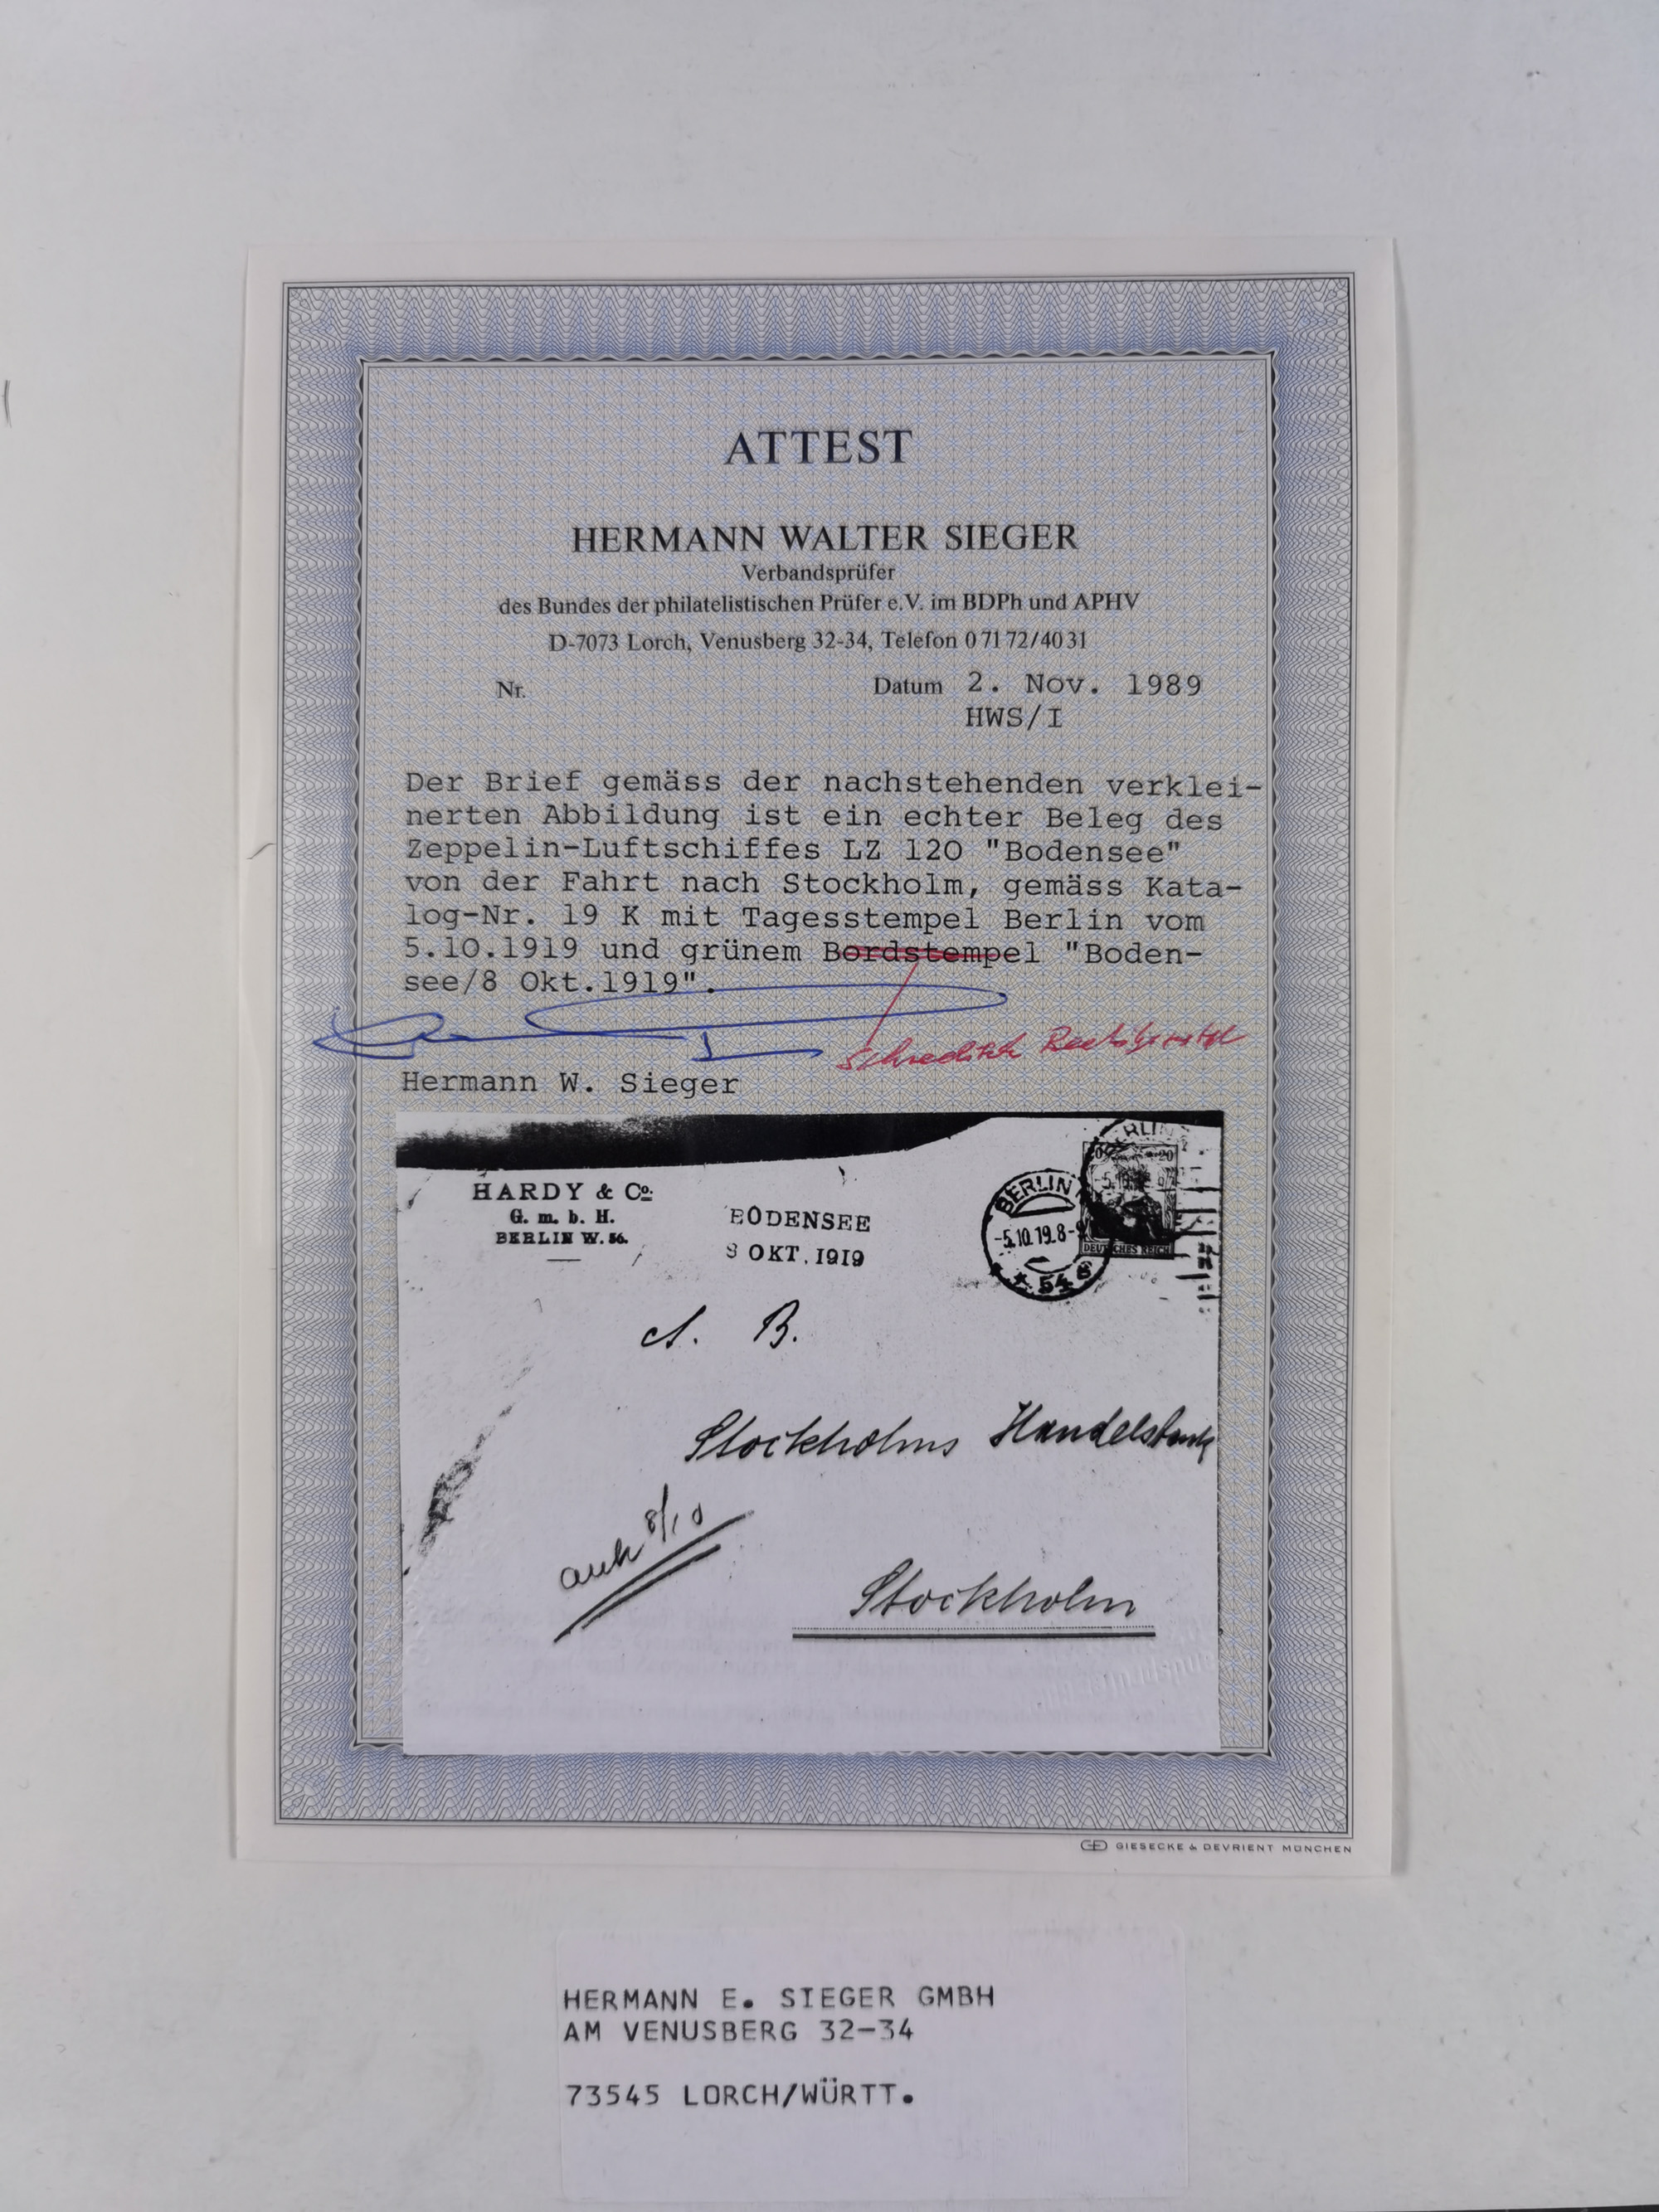 ATTEST
HERMANN WALTER SIEGER
Verbandsprüfer
des Bundes der philatelistischen Prüfer e.V. im BDPh und APHV
D-7073 Lorch, Venusberg 32-34, Telefon 0 71 72/40 31
Nr.
Datum 2. Nov. 1989
HWS/I
Der Brief gemäss der nachstehenden verklei-
nerten Abbildung ist ein echter Beleg des
Zeppelin-Luftschiffes LZ 120 "Bodensee"
von der Fahrt nach Stockholm, gemäss Kata-
log-Nr. 19 K mit Tagesstempel Berlin vom
5.10.1919 und grünem Bordstempel "Boden-
see/8 Okt.1919".
Hermann W. Sieger
HARDY & Co.
G. m. b. H.
BERLIN W. 56.
BODENSEE
8 OKT. 1919
BERLIN
-5.10.19.8-9
* 54
20
DEUTSCHES REICH
A. B.
Stockholms Handelsbank
8/10
Stockholm
GD GIESECKE & DEVRIENT MÜNCHEN
HERMANN E. SIEGER GMBH
AM VENUSBERG 32-34
73545 LORCH/WÜRTT.